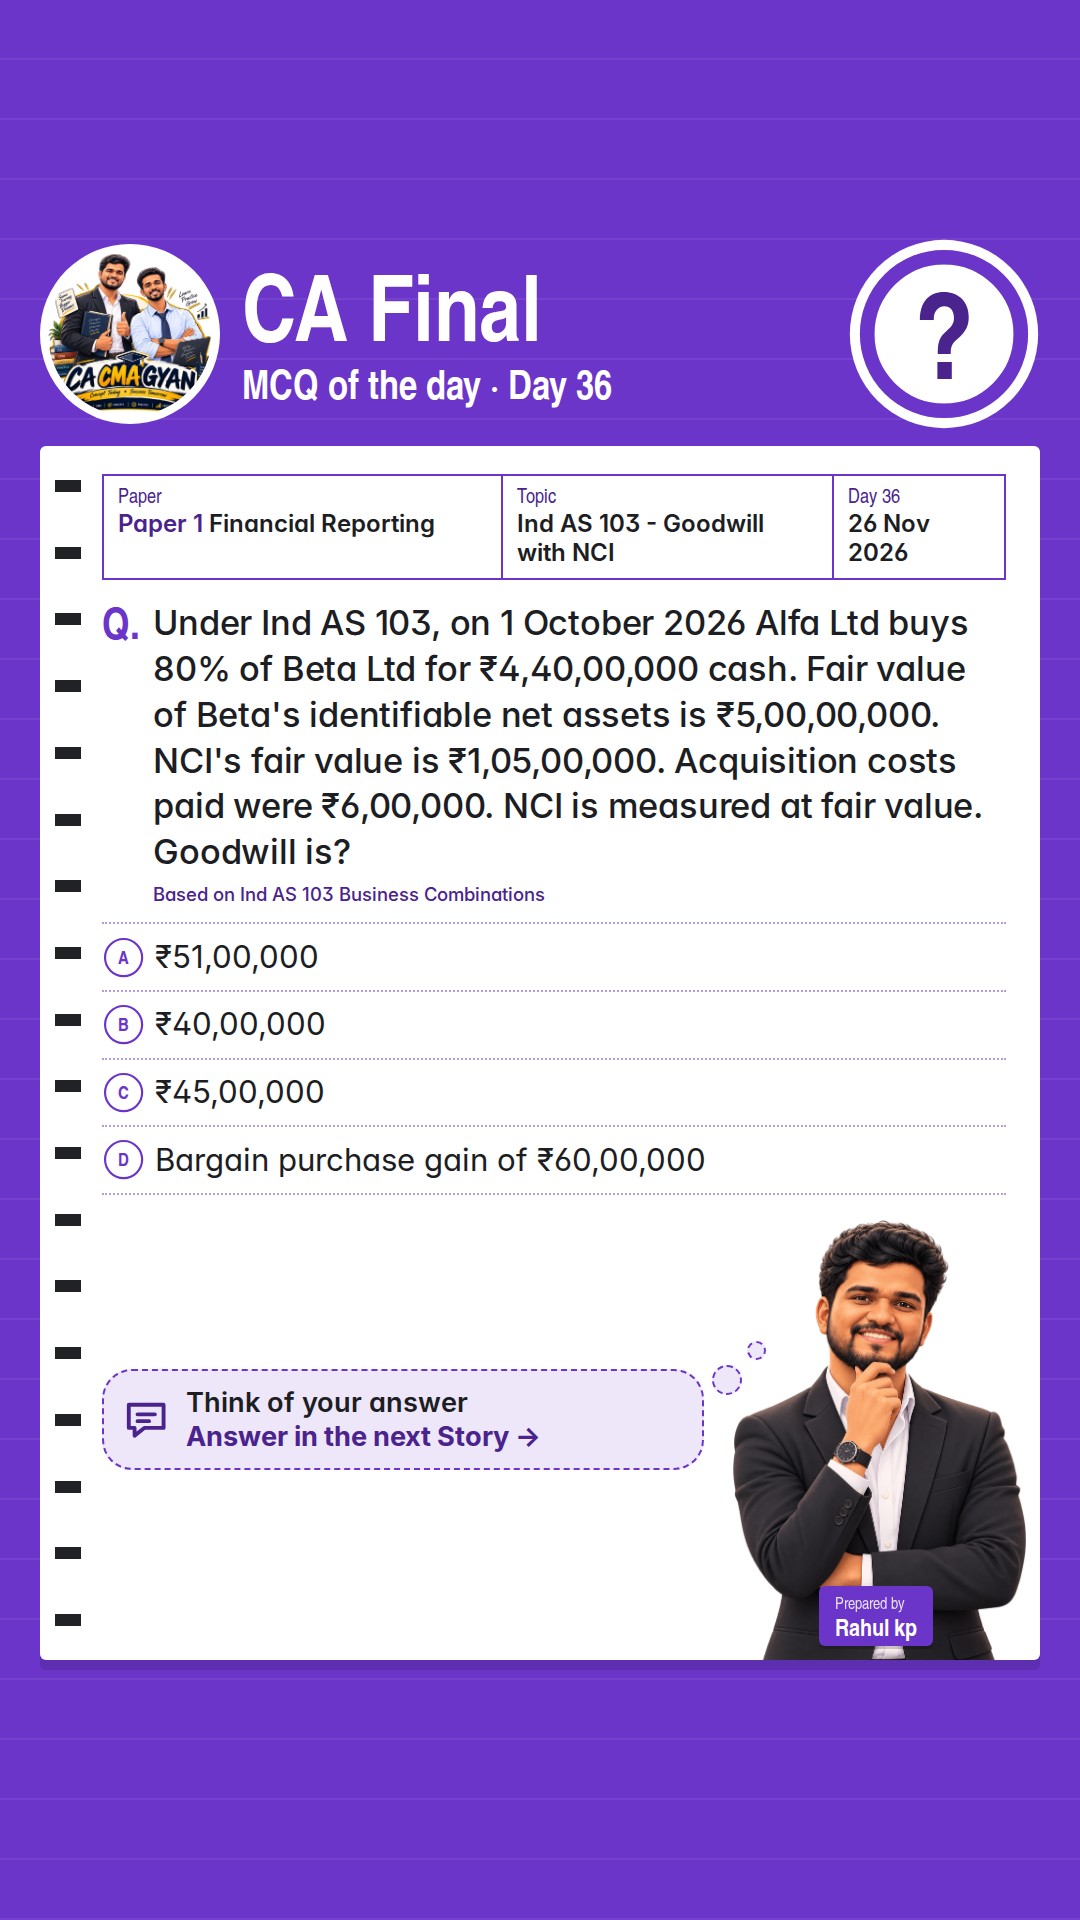 CA CMA GYAN
CA Final
MCQ of the day · Day 36
?
Paper
Paper 1 Financial Reporting
Topic
Ind AS 103 - Goodwill
with NCI
Day 36
26 Nov
2026
Q. Under Ind AS 103, on 1 October 2026 Alfa Ltd buys
80% of Beta Ltd for ₹4,40,00,000 cash. Fair value
of Beta's identifiable net assets is ₹5,00,00,000.
NCI's fair value is ₹1,05,00,000. Acquisition costs
paid were ₹6,00,000. NCI is measured at fair value.
Goodwill is?
Based on Ind AS 103 Business Combinations
A ₹51,00,000
B ₹40,00,000
C ₹45,00,000
D Bargain purchase gain of ₹60,00,000
Think of your answer
Answer in the next Story →
Prepared by
Rahul kp